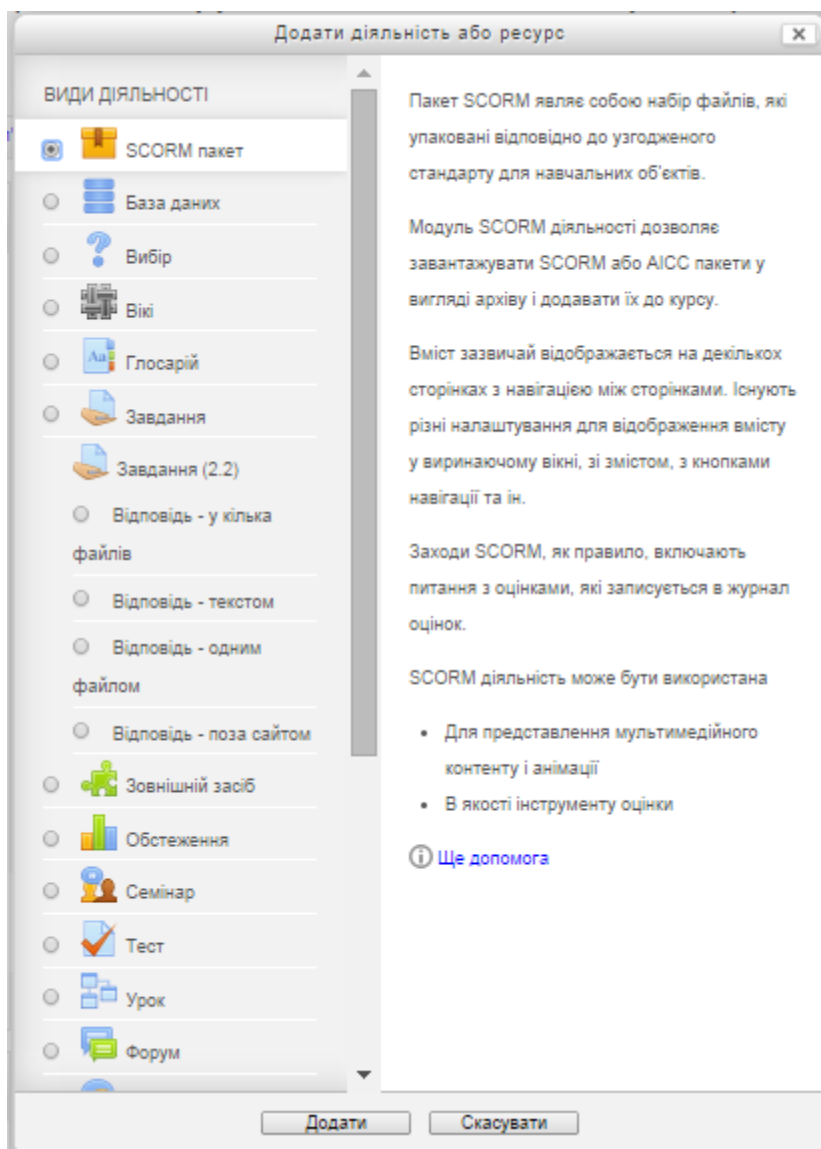 Додати діяльність або ресурс
ВИДИ ДІЯЛЬНОСТІ
SCORM пакет
База даних
Вибір
Вікі
Глосарій
Завдання
Завдання (2.2)
Відповідь - у кілька
файлів
Відповідь - текстом
Відповідь - одним
файлом
Відповідь - поза сайтом
Зовнішній засіб
Обстеження
Семінар
Тест
Урок
Форум
Пакет SCORM являє собою набір файлів, які
упаковані відповідно до узгодженого
стандарту для навчальних об'єктів.
Модуль SCORM діяльності дозволяє
завантажувати SCORM або AICC пакети у
вигляді архіву і додавати їх до курсу.
Вміст зазвичай відображається на декількох
сторінках з навігацією між сторінками. Існують
різні налаштування для відображення вмісту
у виринаючому вікні, зі змістом, з кнопками
навігації та ін.
Заходи SCORM, як правило, включають
питання з оцінками, які записується в журнал
оцінок.
SCORM діяльність може бути використана
• Для представлення мультимедійного
контенту і анімації
• В якості інструменту оцінки
Ще допомога
Додати
Скасувати